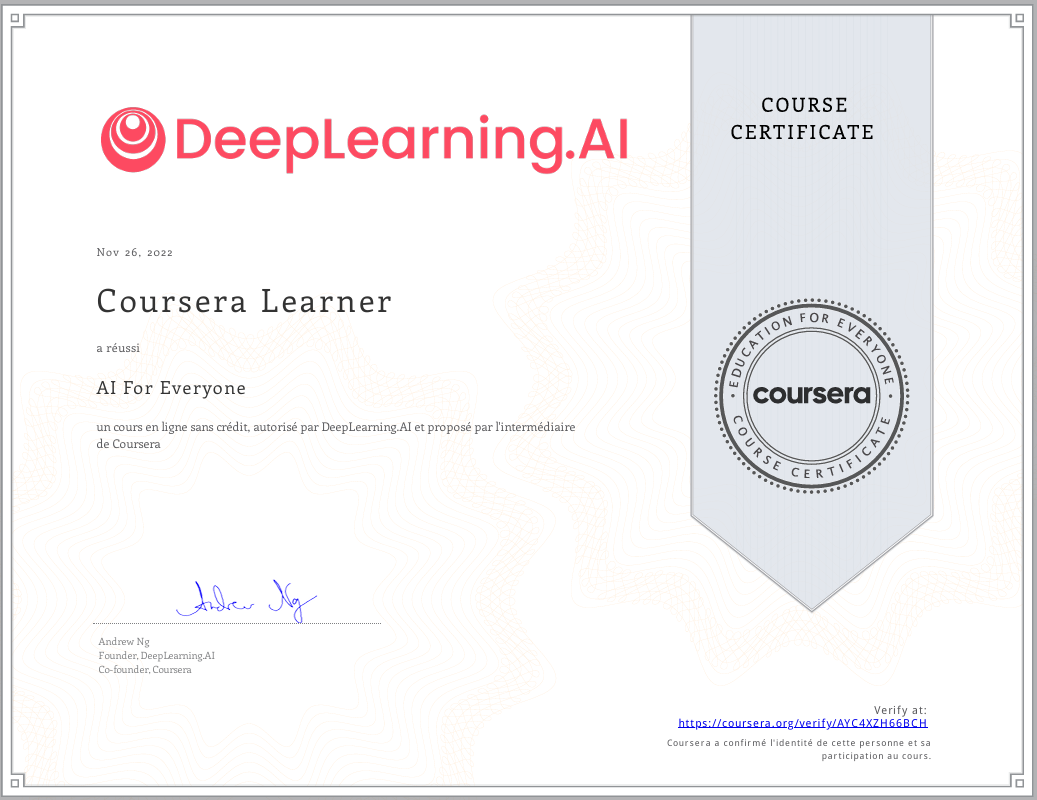 DeepLearning.AI
COURSE
CERTIFICATE
Nov 26, 2022
Coursera Learner
a réussi
AI For Everyone
un cours en ligne sans crédit, autorisé par DeepLearning.AI et proposé par l'intermédiaire
de Coursera
EDUCATION FOR EVERYONE
coursera
COURSE CERTIFICATE
Andrew Ng
Andrew Ng
Founder, DeepLearning.AI
Co-founder, Coursera
Verify at:
https://coursera.org/verify/AYC4XZH66BCH
Coursera a confirmé l'identité de cette personne et sa
participation au cours.